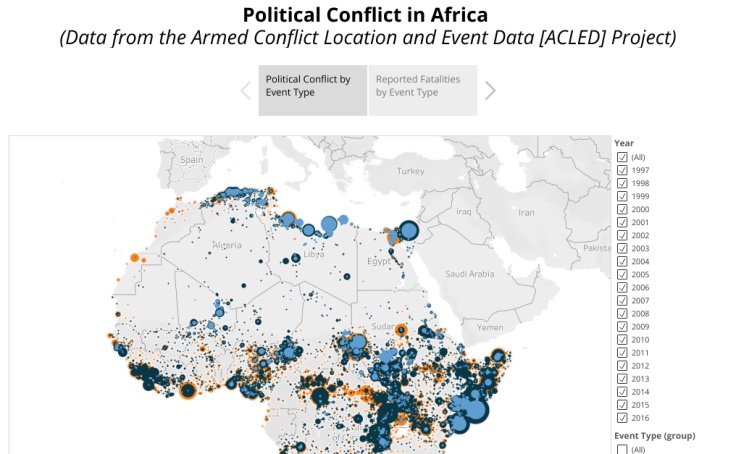 Political Conflict in Africa
(Data from the Armed Conflict Location and Event Data [ACLED] Project)
Political Conflict by
Event Type
Reported Fatalities
by Event Type
Spain
Turkey
Iraq
Iran
Pakista
Algeria
Libya
Egypt
Saudi Arabia
Sudan
Yemen
Year
(All)
1997
1998
1999
2000
2001
2002
2003
2004
2005
2006
2007
2008
2009
2010
2011
2012
2013
2014
2015
2016
Event Type (group)
(All)